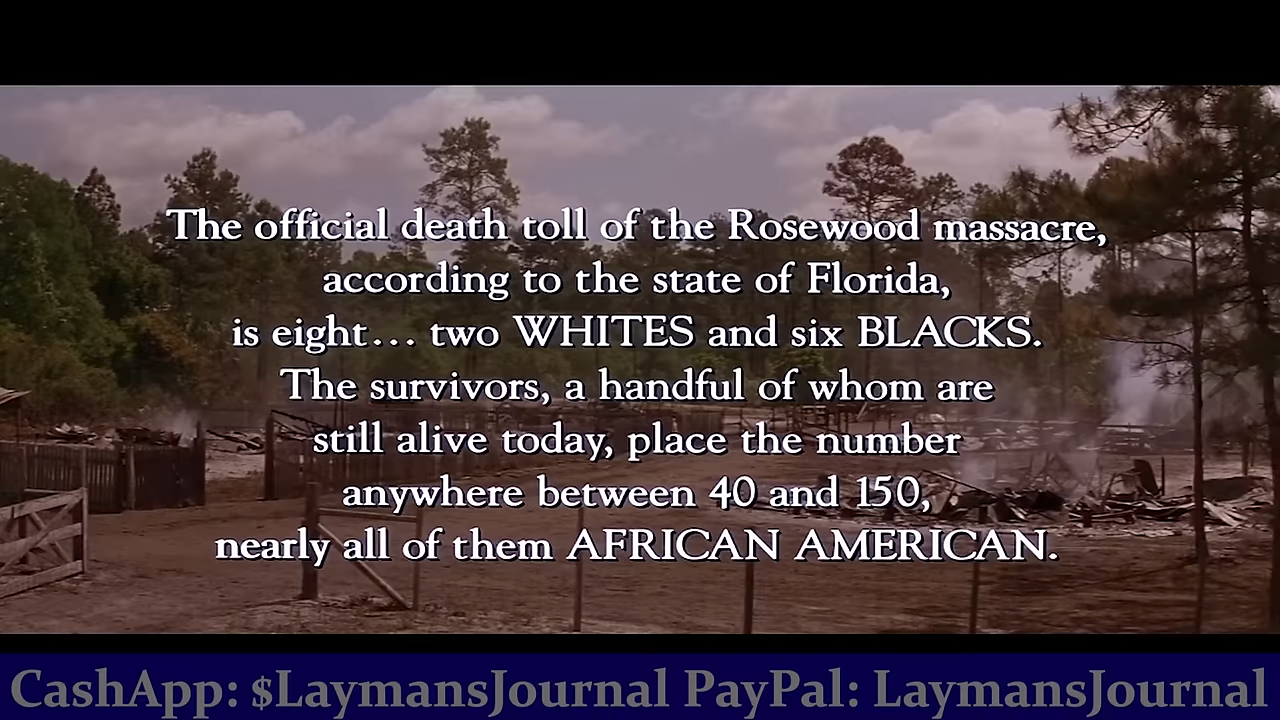 The official death toll of the Rosewood massacre,
according to the state of Florida,
is eight... two WHITES and six BLACKS.
The survivors, a handful of whom are
still alive today, place the number
anywhere between 40 and 150,
nearly all of them AFRICAN AMERICAN.
CashApp: $LaymansJournal PayPal: LaymansJournal